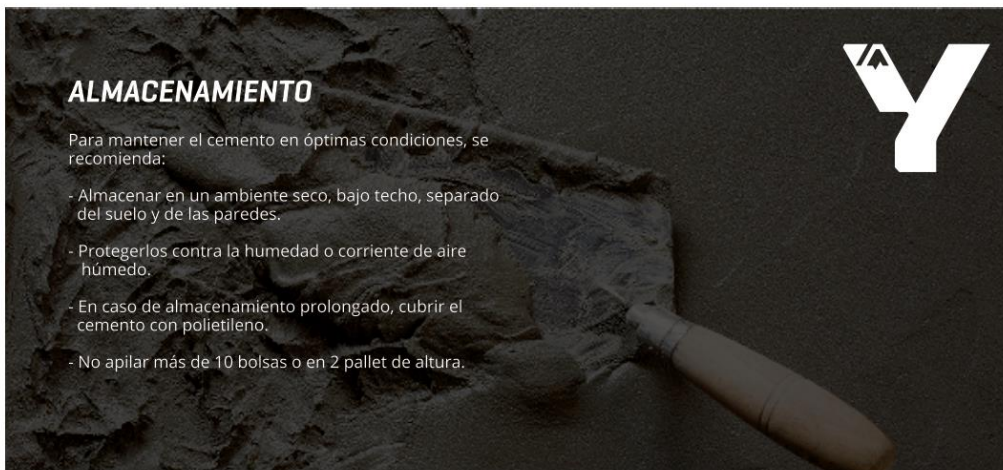 ALMACENAMIENTO
Para mantener el cemento en óptimas condiciones, se
recomienda:
- Almacenar en un ambiente seco, bajo techo, separado
del suelo y de las paredes.
- Protegerlos contra la humedad o corriente de aire
húmedo.
- En caso de almacenamiento prolongado, cubrir el
cemento con polietileno.
- No apilar más de 10 bolsas o en 2 pallet de altura.
Y